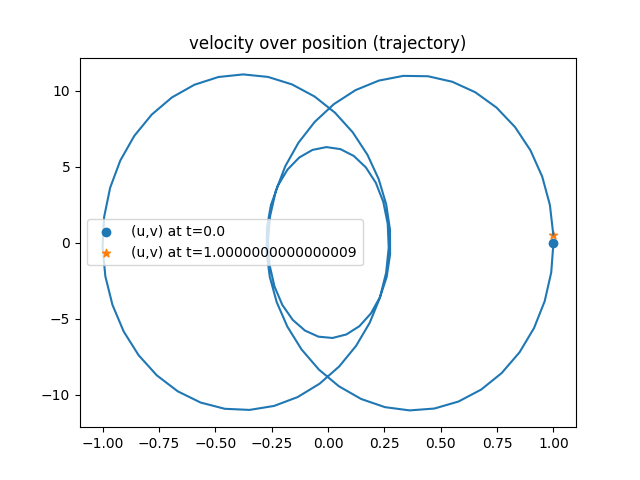 velocity over position (trajectory)
10
5
0
−5
−10
(u,v) at t=0.0
(u,v) at t=1.0000000000000009
−1.00 −0.75 −0.50 −0.25 0.00 0.25 0.50 0.75 1.00